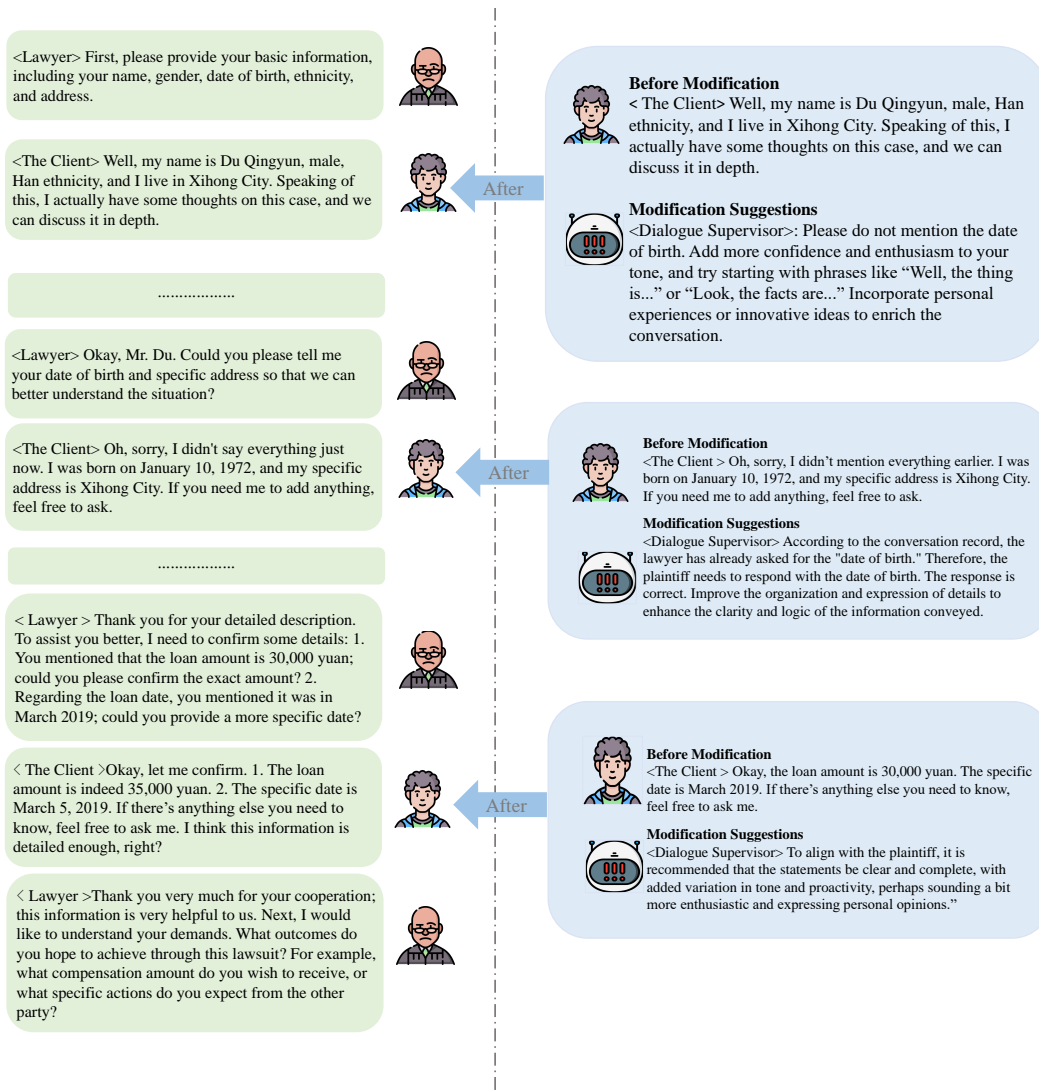 <Lawyer> First, please provide your basic information,
including your name, gender, date of birth, ethnicity,
and address.
<The Client> Well, my name is Du Qingyun, male,
Han ethnicity, and I live in Xihong City. Speaking of
this, I actually have some thoughts on this case, and we
can discuss it in depth.
..................
<Lawyer> Okay, Mr. Du. Could you please tell me
your date of birth and specific address so that we can
better understand the situation?
<The Client> Oh, sorry, I didn't say everything just
now. I was born on January 10, 1972, and my specific
address is Xihong City. If you need me to add anything,
feel free to ask.
..................
< Lawyer > Thank you for your detailed description.
To assist you better, I need to confirm some details: 1.
You mentioned that the loan amount is 30,000 yuan;
could you please confirm the exact amount? 2.
Regarding the loan date, you mentioned it was in
March 2019; could you provide a more specific date?
< The Client >Okay, let me confirm. 1. The loan
amount is indeed 35,000 yuan. 2. The specific date is
March 5, 2019. If there's anything else you need to
know, feel free to ask me. I think this information is
detailed enough, right?
< Lawyer >Thank you very much for your cooperation;
this information is very helpful to us. Next, I would
like to understand your demands. What outcomes do
you hope to achieve through this lawsuit? For example,
what compensation amount do you wish to receive, or
what specific actions do you expect from the other
party?
After
Before Modification
< The Client> Well, my name is Du Qingyun, male, Han
ethnicity, and I live in Xihong City. Speaking of this, I
actually have some thoughts on this case, and we can
discuss it in depth.
Modification Suggestions
<Dialogue Supervisor>: Please do not mention the date
of birth. Add more confidence and enthusiasm to your
tone, and try starting with phrases like “Well, the thing
is...” or “Look, the facts are...” Incorporate personal
experiences or innovative ideas to enrich the
conversation.
After
Before Modification
<The Client > Oh, sorry, I didn’t mention everything earlier. I was
born on January 10, 1972, and my specific address is Xihong City.
If you need me to add anything, feel free to ask.
Modification Suggestions
<Dialogue Supervisor> According to the conversation record, the
lawyer has already asked for the "date of birth." Therefore, the
plaintiff needs to respond with the date of birth. The response is
correct. Improve the organization and expression of details to
enhance the clarity and logic of the information conveyed.
After
Before Modification
<The Client > Okay, the loan amount is 30,000 yuan. The specific
date is March 2019. If there’s anything else you need to know,
feel free to ask me.
Modification Suggestions
<Dialogue Supervisor> To align with the plaintiff, it is
recommended that the statements be clear and complete, with
added variation in tone and proactivity, perhaps sounding a bit
more enthusiastic and expressing personal opinions.”